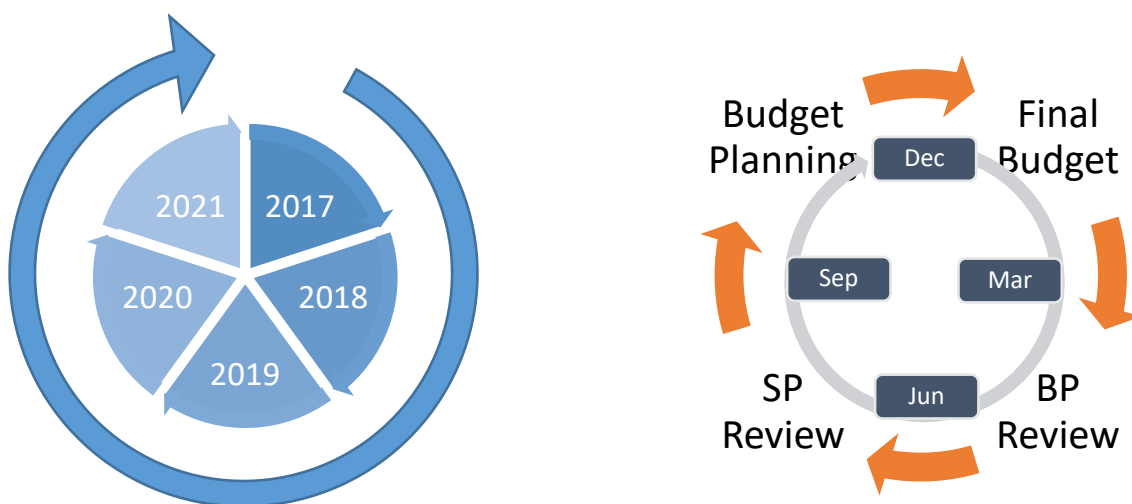 2021
2017
2020
2018
2019
Budget
Planning
Final
Budget
Dec
Sep
Mar
Jun
SP
Review
BP
Review